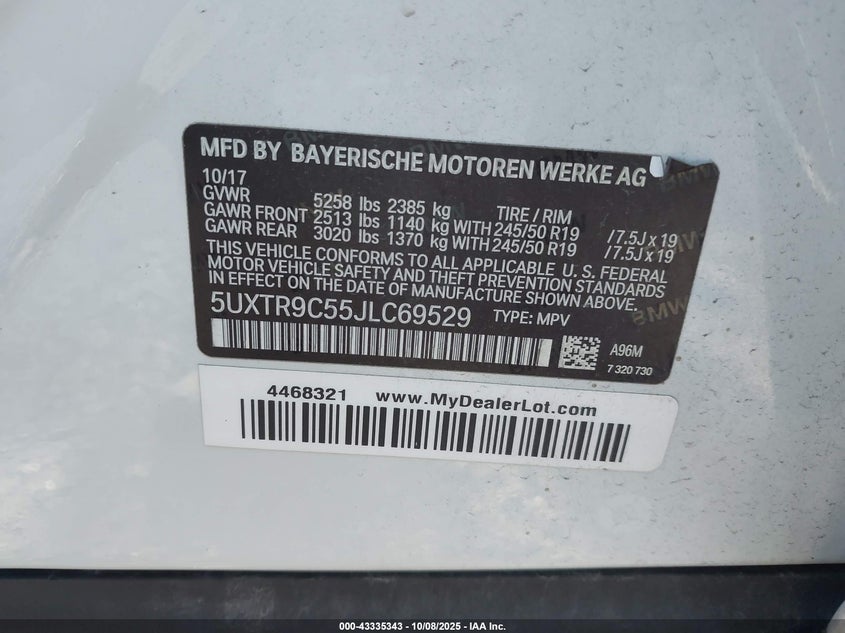 MFD BY BAYERISCHE MOTOREN WERKE AG
10/17
GVWR 5258 lbs 2385 kg TIRE / RIM
GAWR FRONT 2513 lbs 1140 kg WITH 245/50 R19 / 7.5J x 19
GAWR REAR 3020 lbs 1370 kg WITH 245/50 R19 / 7.5J x 19
THIS VEHICLE CONFORMS TO ALL APPLICABLE U. S. FEDERAL
MOTOR VEHICLE SAFETY AND THEFT PREVENTION STANDARDS
IN EFFECT ON THE DATE OF MANUFACTURE SHOWN ABOVE.
5UXTR9C55JLC69529 TYPE: MPV
BMW
A96M
7 320 730
4468321 www.MyDealerLot.com
000-43335343 - 10/08/2025 - IAA Inc.